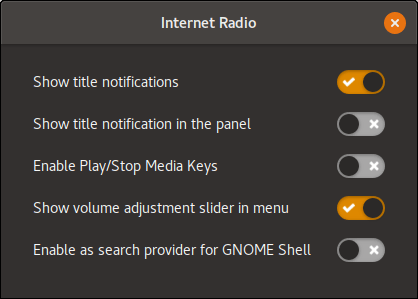 Internet Radio
Show title notifications
Show title notification in the panel
Enable Play/Stop Media Keys
Show volume adjustment slider in menu
Enable as search provider for GNOME Shell